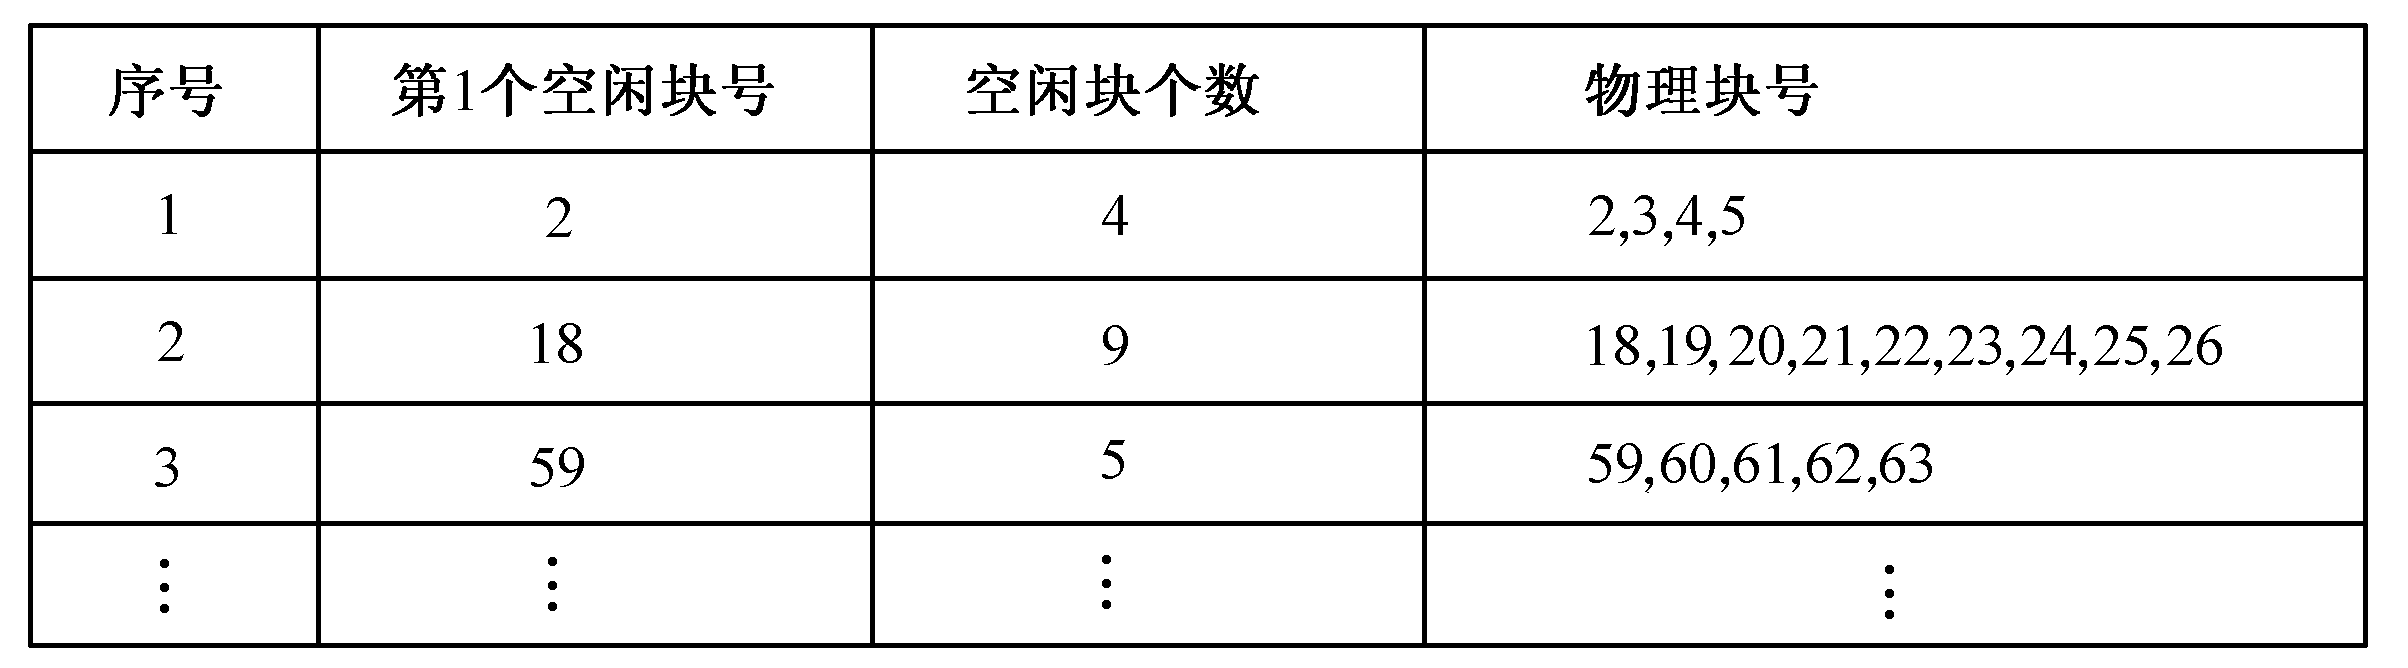 序号 第1个空闲块号 空闲块个数 物理块号
1 2 4 2,3,4,5
2 18 9 18,19,20,21,22,23,24,25,26
3 59 5 59,60,61,62,63
⋮ ⋮ ⋮ ⋮